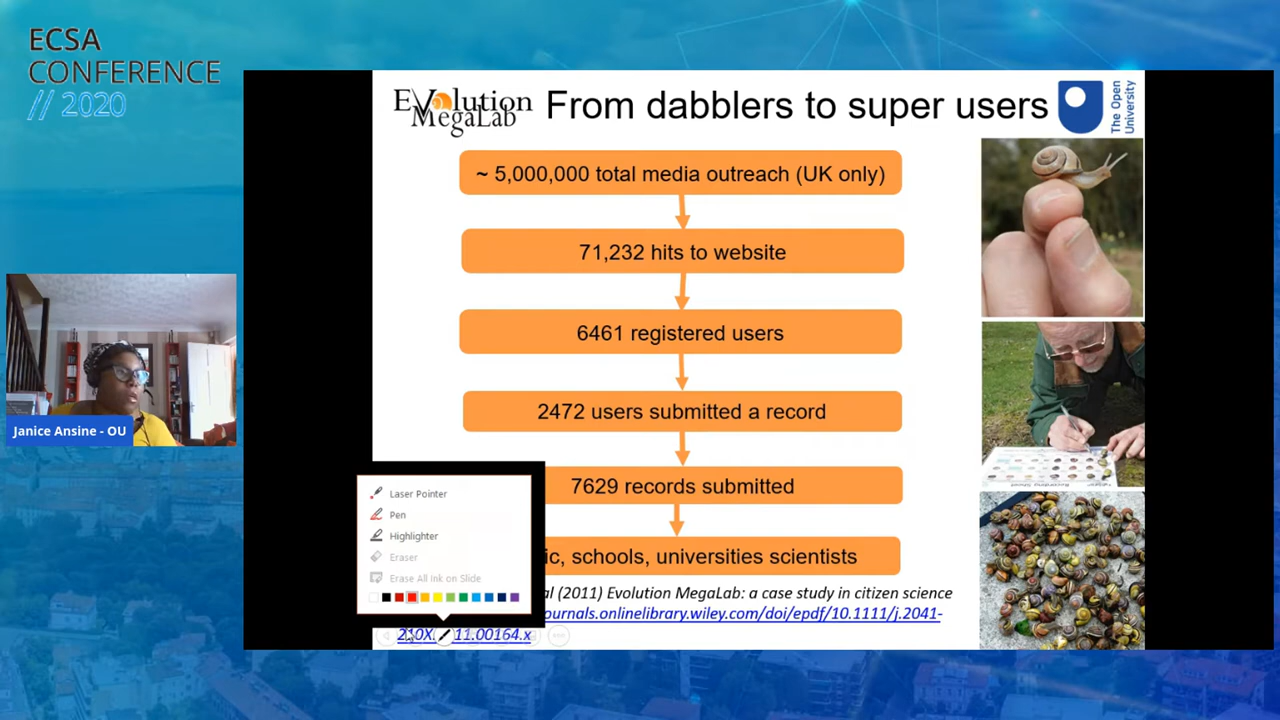 ECSA
CONFERENCE
// 2020
Evolution
MegaLab
From dabblers to super users
The Open
University
~ 5,000,000 total media outreach (UK only)
71,232 hits to website
6461 registered users
2472 users submitted a record
7629 records submitted
ic, schools, universities scientists
al (2011) Evolution MegaLab: a case study in citizen science
ournals.onlinelibrary.wiley.com/doi/epdf/10.1111/j.2041-
210X 11.00164.x
Janice Ansine - OU
Laser Pointer
Pen
Highlighter
Eraser
Erase All Ink on Slide